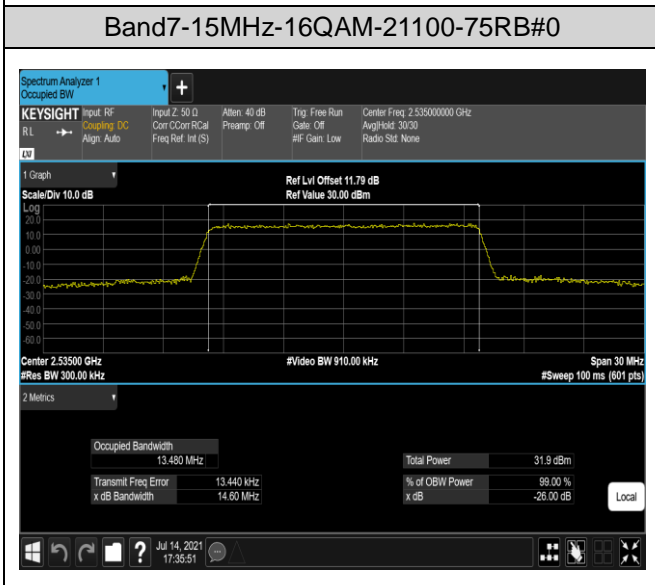 Band7-15MHz-16QAM-21100-75RB#0
Spectrum Analyzer 1
Occupied BW
+
KEYSIGHT Input: RF Input Z: 50 Ω Atten: 40 dB Trig: Free Run Center Freq: 2.535000000 GHz
RL Coupling: DC Corr CCorr RCal Preamp: Off Gate: Off Avg|Hold: 30/30
Align: Auto Freq Ref: Int (S) #IF Gain: Low Radio Std: None
LXI
1 Graph
Ref Lvl Offset 11.79 dB
Scale/Div 10.0 dB Ref Value 30.00 dBm
Log
20.0
10.0
0.00
-10.0
-20.0
-30.0
-40.0
-50.0
-60.0
Center 2.53500 GHz #Video BW 910.00 kHz Span 30 MHz
#Res BW 300.00 kHz #Sweep 100 ms (601 pts)
2 Metrics
Occupied Bandwidth
13.480 MHz Total Power 31.9 dBm
Transmit Freq Error 13.440 kHz % of OBW Power 99.00 %
x dB Bandwidth 14.60 MHz x dB -26.00 dB
Local
? Jul 14, 2021
17:35:51